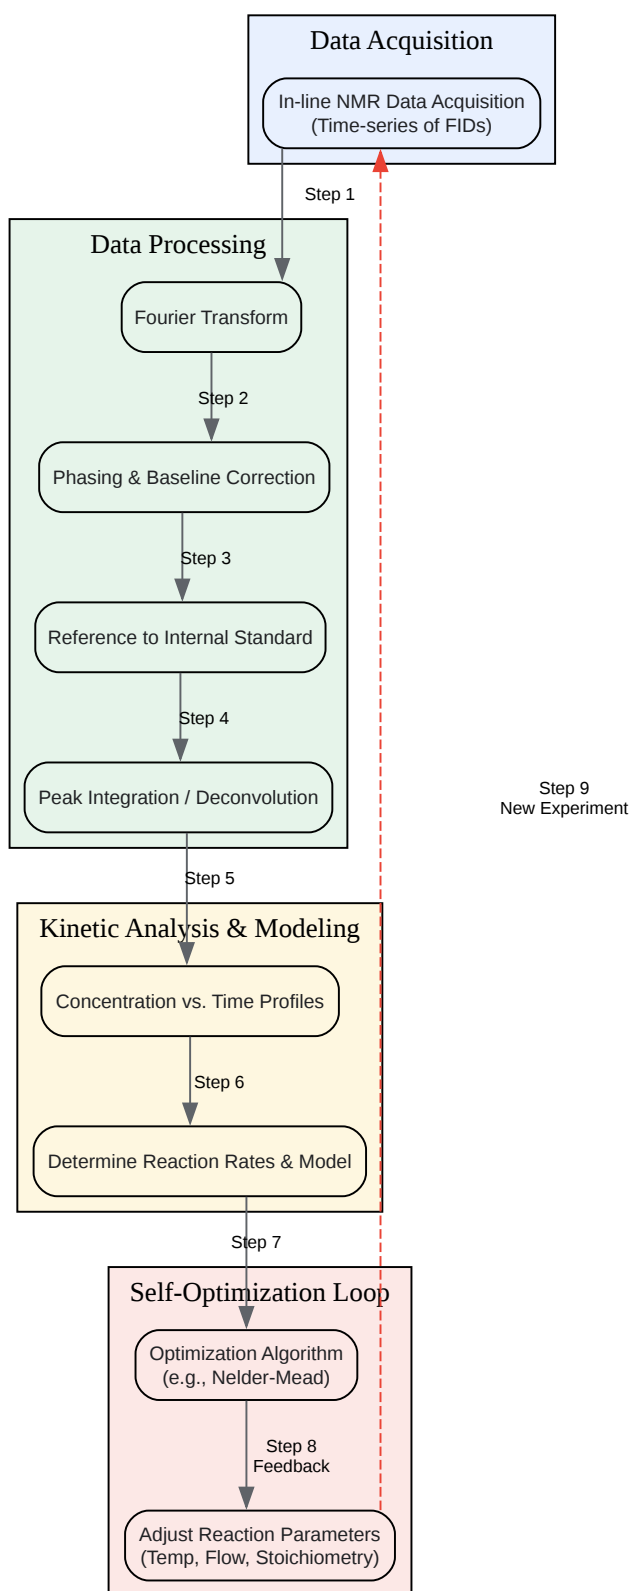 Data Acquisition
In-line NMR Data Acquisition
(Time-series of FIDs)
Step 1
Data Processing
Fourier Transform
Step 2
Phasing & Baseline Correction
Step 3
Reference to Internal Standard
Step 4
Peak Integration / Deconvolution
Step 9
New Experiment
Step 5
Kinetic Analysis & Modeling
Concentration vs. Time Profiles
Step 6
Determine Reaction Rates & Model
Step 7
Self-Optimization Loop
Optimization Algorithm
(e.g., Nelder-Mead)
Step 8
Feedback
Adjust Reaction Parameters
(Temp, Flow, Stoichiometry)